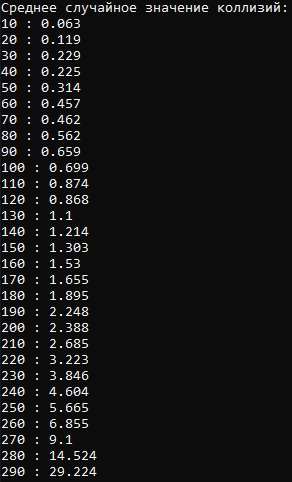 Среднее случайное значение коллизий:
10 : 0.063
20 : 0.119
30 : 0.229
40 : 0.225
50 : 0.314
60 : 0.457
70 : 0.462
80 : 0.562
90 : 0.659
100 : 0.699
110 : 0.874
120 : 0.868
130 : 1.1
140 : 1.214
150 : 1.303
160 : 1.53
170 : 1.655
180 : 1.895
190 : 2.248
200 : 2.388
210 : 2.685
220 : 3.223
230 : 3.846
240 : 4.604
250 : 5.665
260 : 6.855
270 : 9.1
280 : 14.524
290 : 29.224